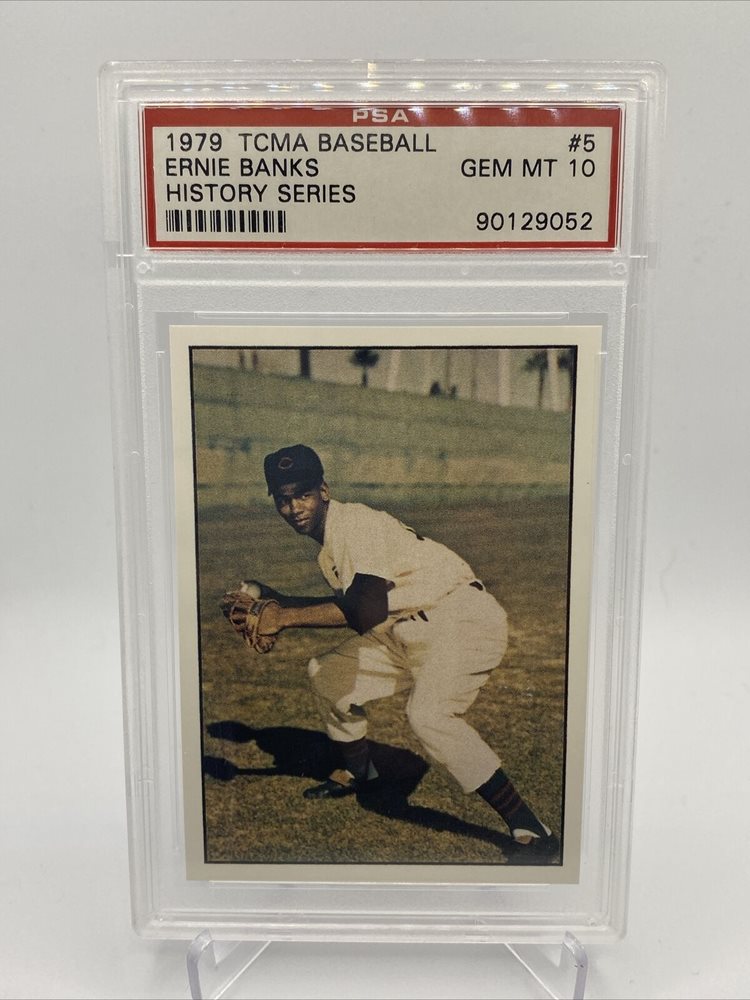 PSA
1979 TCMA BASEBALL #5
ERNIE BANKS GEM MT 10
HISTORY SERIES
90129052
C